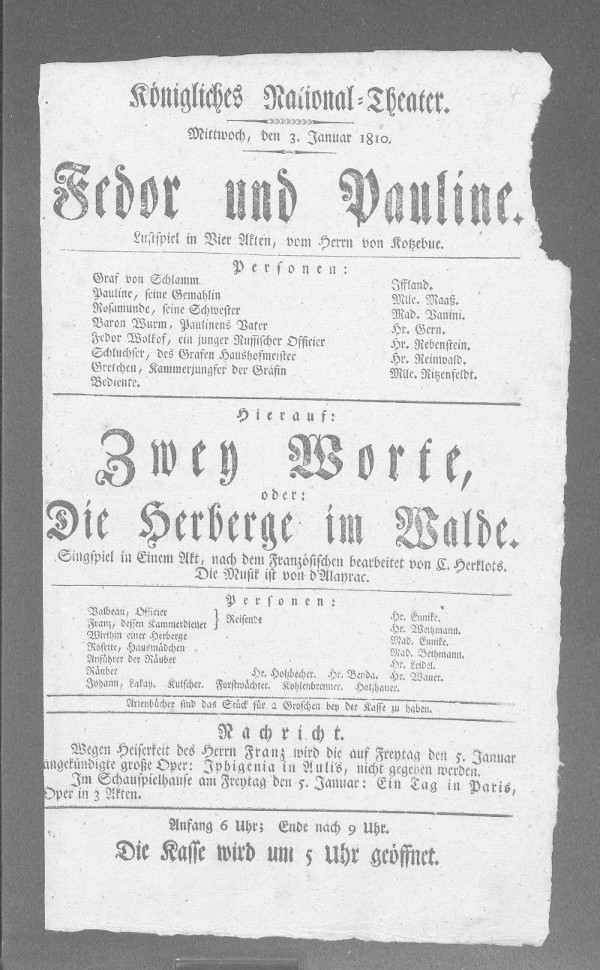 4
Königliches National-Theater.
Mittwoch, den 3. Januar 1810.
Fedor und Pauline.
Lustspiel in Vier Akten, vom Herrn von Kotzebue.
Personen:
Graf von Schlamm Iffland.
Pauline, seine Gemahlin Mlle. Maaß.
Rosamunde, seine Schwester Mad. Vanini.
Baron Wurm, Paulinens Vater Hr. Gern.
Fedor Wolkof, ein junger Russischer Officier Hr. Rebenstein.
Schluchser, des Grafen Haushofmeister Hr. Reinwald.
Gretchen, Kammerjungfer der Gräfin Mlle. Ritzenfeldt.
Bediente.
Hierauf:
Zwey Worte,
oder:
Die Herberge im Walde.
Singspiel in Einem Akt, nach dem Französischen bearbeitet von C. Herklots.
Die Musik ist von d'Alayrac.
Personen:
Valbeau, Officier } Reisende Hr. Eunike.
Franz, dessen Kammerdiener } Hr. Weitzmann.
Wirthin einer Herberge Mad. Eunike.
Rosette, Hausmädchen Mad. Bethmann.
Anführer der Räuber Hr. Leidel.
Räuber Hr. Holzbecher. Hr. Benda. Hr. Wauer.
Johann, Lakay. Kutscher. Forstwächter. Kohlenbrenner. Holzhauer.
Arienbücher sind das Stück für 2 Groschen bey der Kasse zu haben.
Nachricht.
Wegen Heiserkeit des Herrn Franz wird die auf Freytag den 5. Januar
angekündigte große Oper: Iphigenia in Aulis, nicht gegeben werden.
Im Schauspielhause am Freytag den 5. Januar: Ein Tag in Paris,
Oper in 3 Akten.
Anfang 6 Uhr; Ende nach 9 Uhr.
Die Kasse wird um 5 Uhr geöffnet.